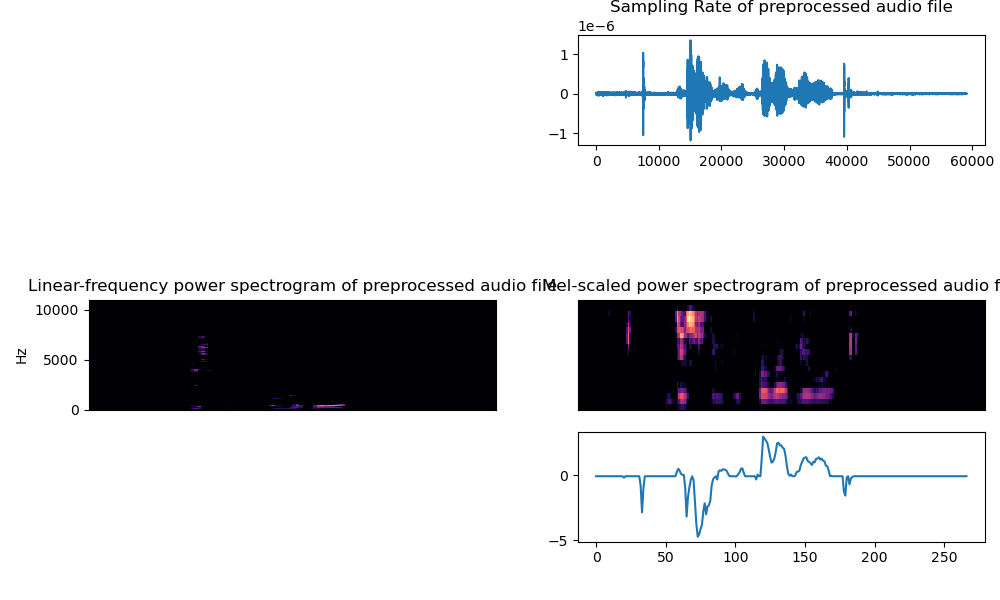 Sampling Rate of preprocessed audio file
1e−6
1
0
−1
0 10000 20000 30000 40000 50000 60000
Linear-frequency power spectrogram of preprocessed audio file
Mel-scaled power spectrogram of preprocessed audio f
10000
5000
0
Hz
0
−5
0 50 100 150 200 250